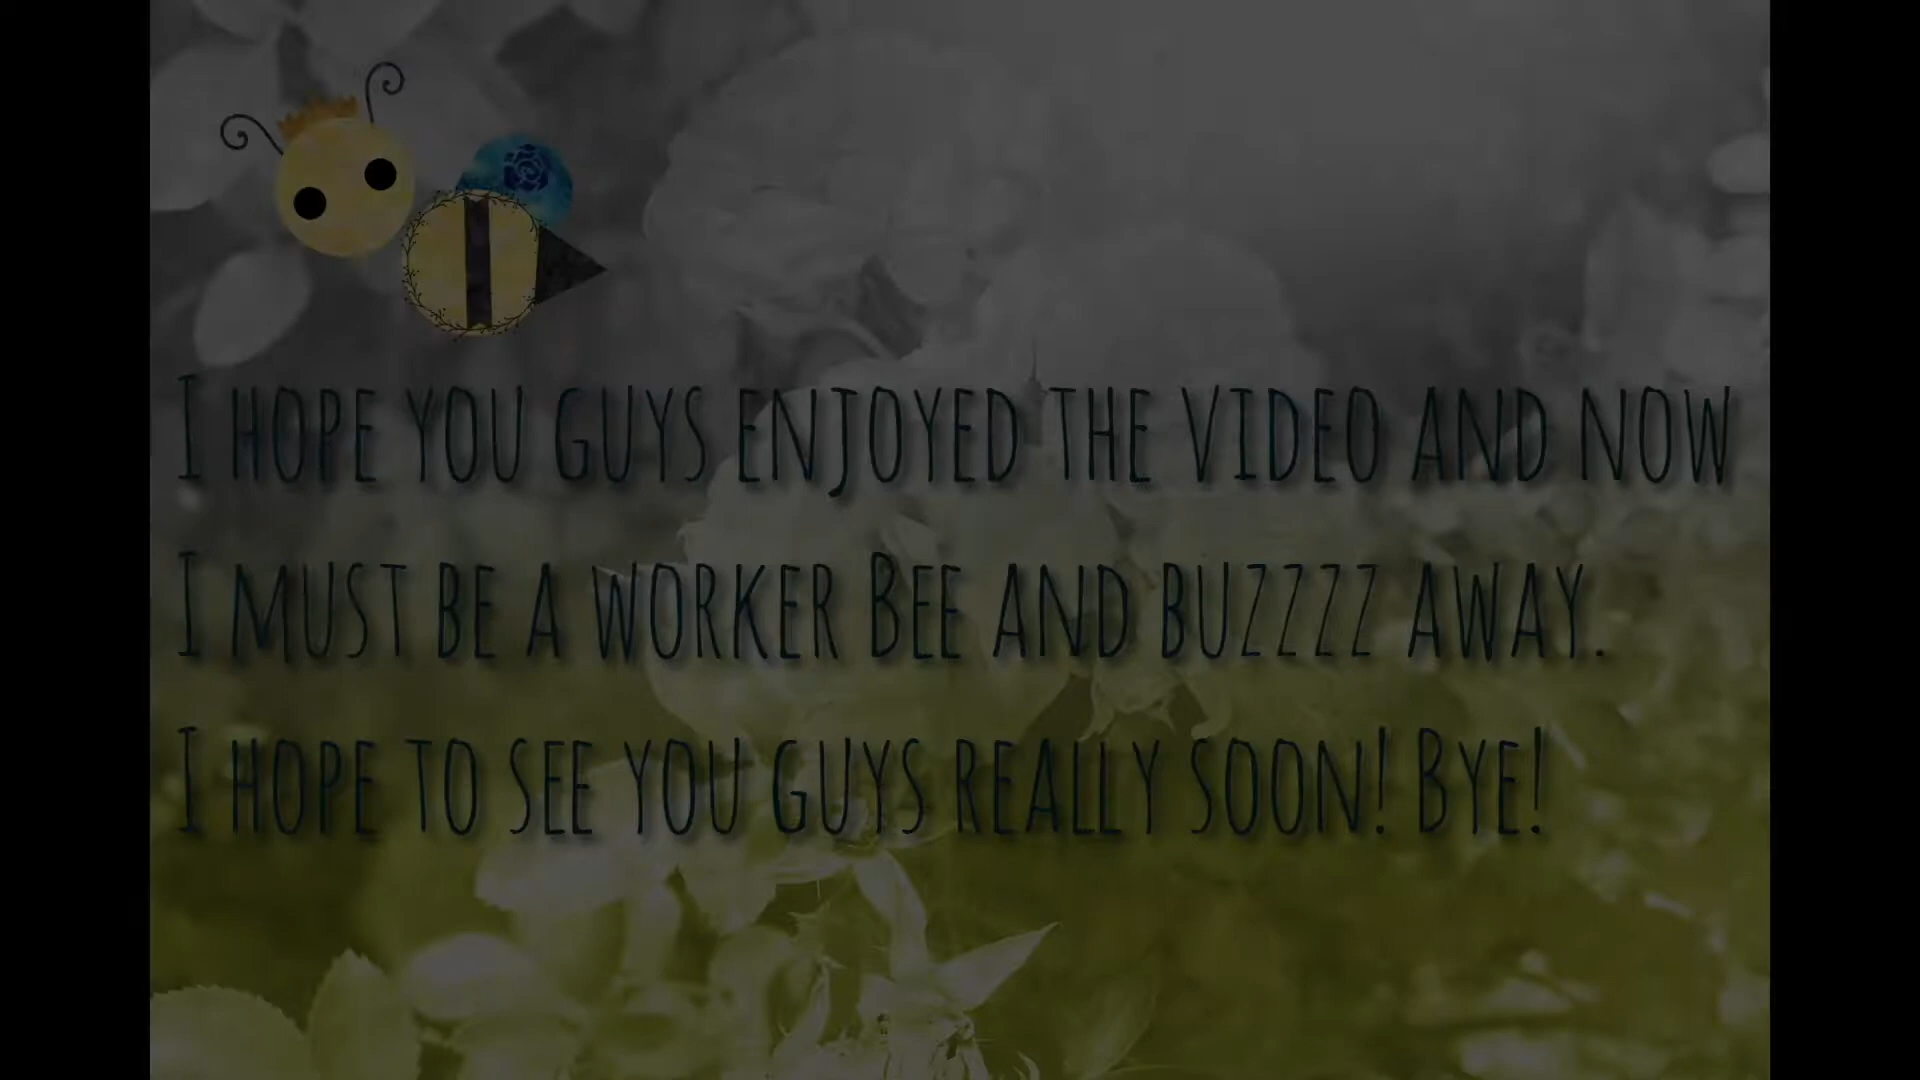 I hope you guys enjoyed the video and now
I must be a worker Bee and buzzzz away.
I hope to see you guys really soon! Bye!